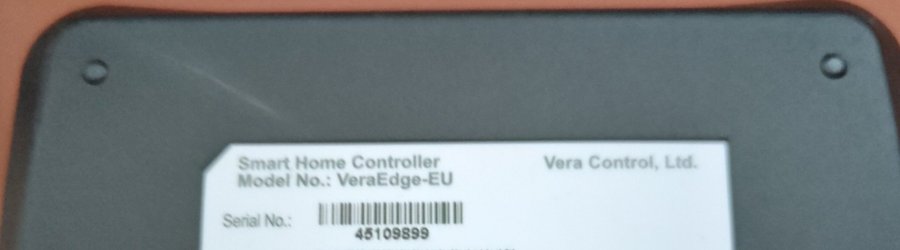 Smart Home Controller
Vera Control, Ltd.
Model No.: VeraEdge-EU
Serial No.:
45109899